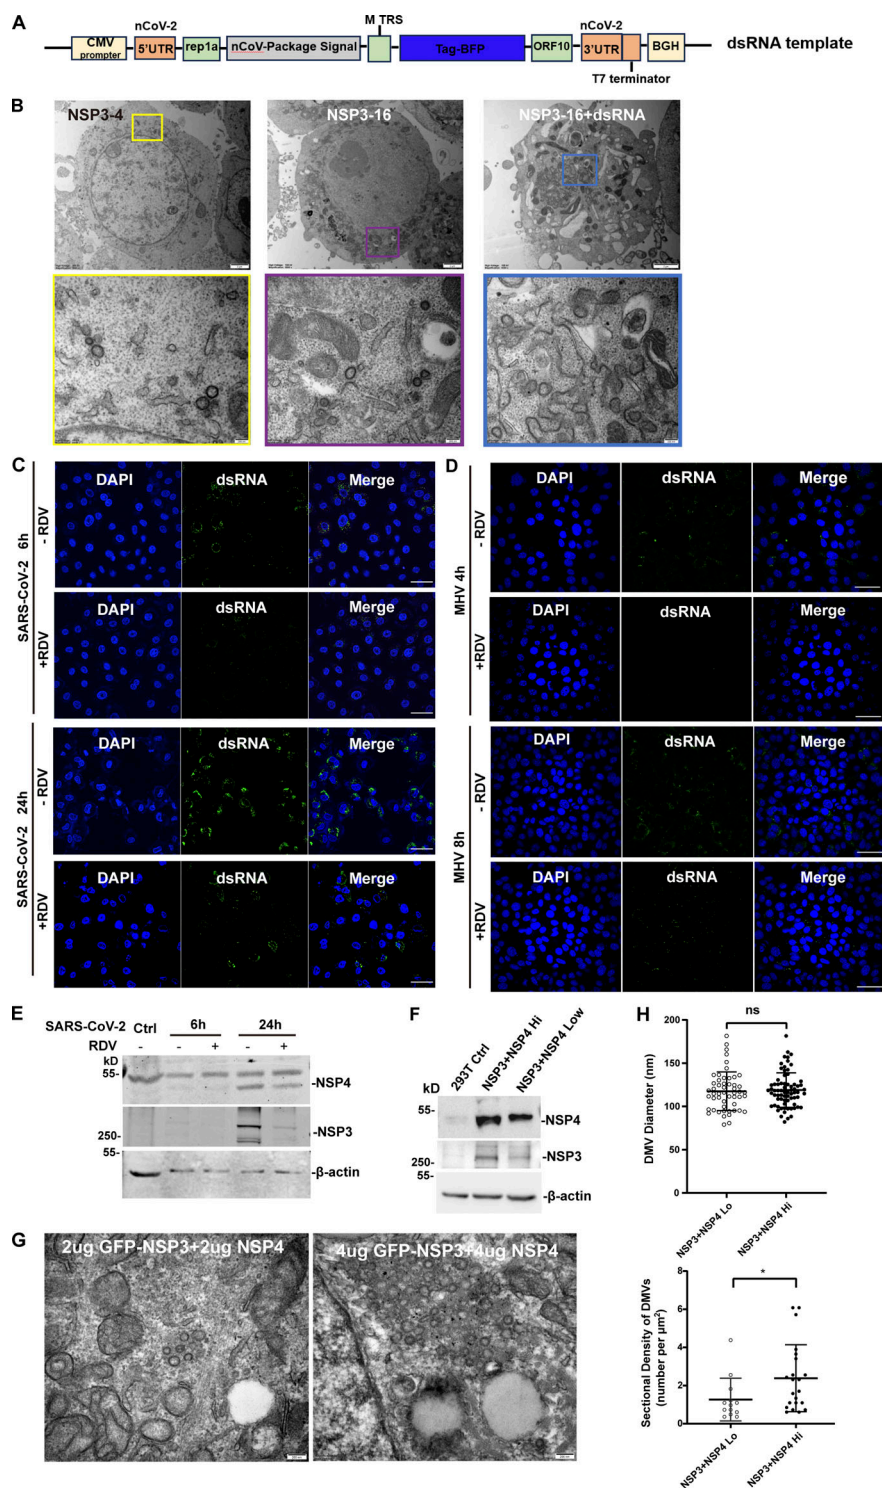 A
M TRS
nCoV-2
nCoV-2
CMV
promoter
5'UTR
rep1a
nCoV-Package Signal
Tag-BFP
ORF10
3'UTR
BGH
dsRNA template
T7 terminator
B
NSP3-4
NSP3-16
NSP3-16+dsRNA
C
SARS-CoV-2 6h
- RDV
DAPI
dsRNA
Merge
+RDV
DAPI
dsRNA
Merge
SARS-CoV-2 24h
- RDV
DAPI
dsRNA
Merge
+RDV
DAPI
dsRNA
Merge
D
MHV 4h
- RDV
DAPI
dsRNA
Merge
+RDV
DAPI
dsRNA
Merge
MHV 8h
- RDV
DAPI
dsRNA
Merge
+RDV
DAPI
dsRNA
Merge
E
SARS-CoV-2 Ctrl 6h 24h
RDV - - + - +
kD
55-
-NSP4
250-
-NSP3
55-
-β-actin
F
293T Ctrl
NSP3+NSP4 Hi
NSP3+NSP4 Low
kD
55-
-NSP4
250-
-NSP3
55-
-β-actin
G
2ug GFP-NSP3+2ug NSP4
4ug GFP-NSP3+4ug NSP4
H
ns
DMV Diameter (nm)
200
150
100
50
0
NSP3+NSP4 Lo
NSP3+NSP4 Hi
*
Sectional Density of DMVs
(number per μm²)
8
6
4
2
0
NSP3+NSP4 Lo
NSP3+NSP4 Hi